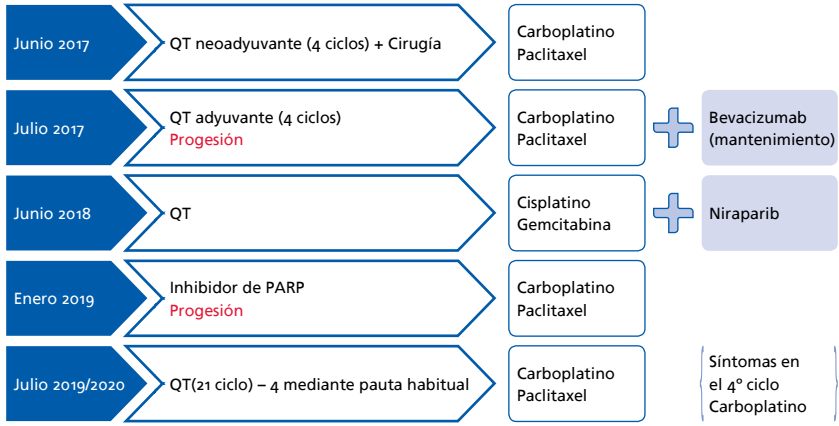 Junio 2017
QT neoadyuvante (4 ciclos) + Cirugía
Carboplatino
Paclitaxel
Julio 2017
QT adyuvante (4 ciclos)
Progesión
Carboplatino
Paclitaxel
Bevacizumab
(mantenimiento)
Junio 2018
QT
Cisplatino
Gemcitabina
Niraparib
Enero 2019
Inhibidor de PARP
Progesión
Carboplatino
Paclitaxel
Julio 2019/2020
QT(21 ciclo) – 4 mediante pauta habitual
Carboplatino
Paclitaxel
Síntomas en
el 4º ciclo
Carboplatino